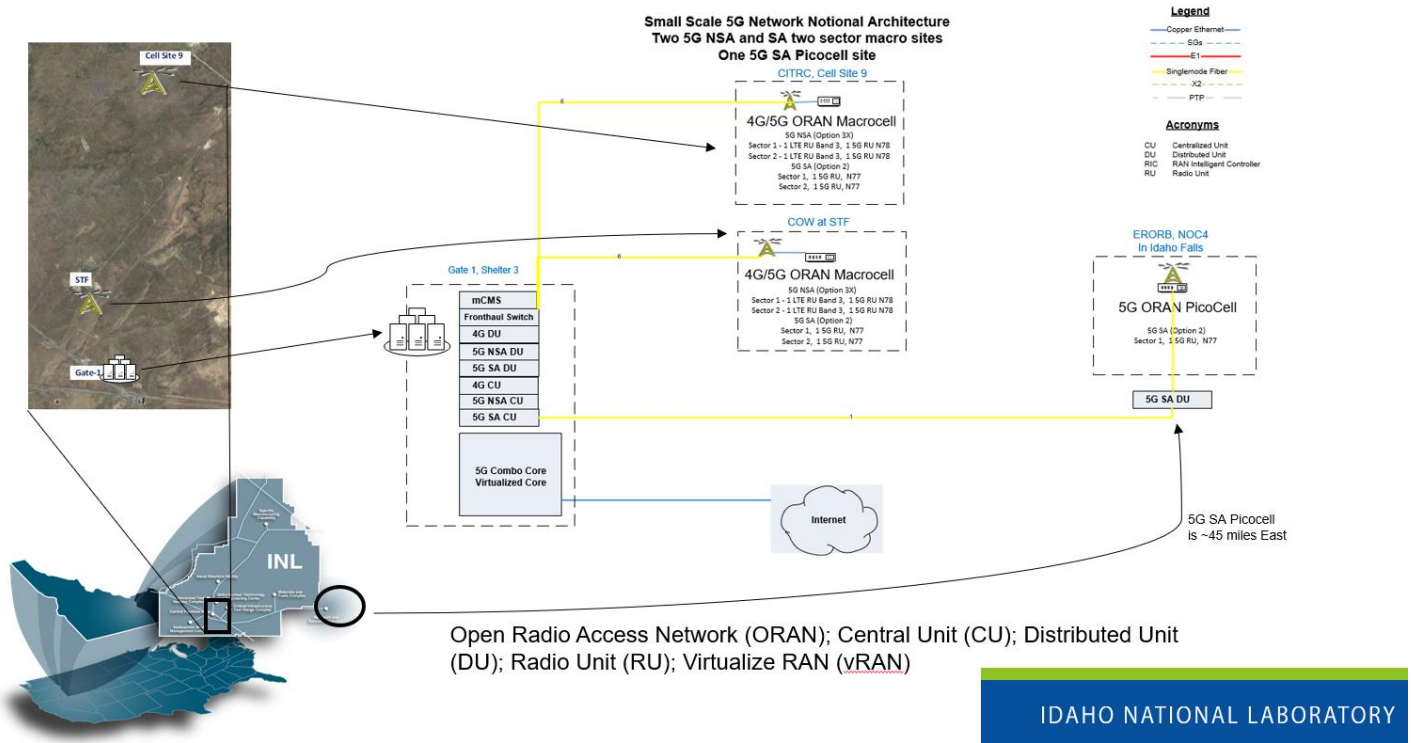 Small Scale 5G Network Notional Architecture
Two 5G NSA and SA two sector macro sites
One 5G SA Picocell site
Legend
Copper Ethernet
SGs
E1
Singlemode Fiber
X2
PTP
Acronyms
CU Centralized Unit
DU Distributed Unit
RIC RAN Intelligent Controller
RU Radio Unit
Cell Site 9
STF
Gate-1
CITRC, Cell Site 9
6
4G/5G ORAN Macrocell
5G NSA (Option 3X)
Sector 1 - 1 LTE RU Band 3, 1 5G RU N78
Sector 2 - 1 LTE RU Band 3, 1 5G RU N78
5G SA (Option 2)
Sector 1, 1 5G RU, N77
Sector 2, 1 5G RU, N77
COW at STF
6
4G/5G ORAN Macrocell
5G NSA (Option 3X)
Sector 1 - 1 LTE RU Band 3, 1 5G RU N78
Sector 2 - 1 LTE RU Band 3, 1 5G RU N78
5G SA (Option 2)
Sector 1, 1 5G RU, N77
Sector 2, 1 5G RU, N77
ERORB, NOC4
In Idaho Falls
5G ORAN PicoCell
5G SA (Option 2)
Sector 1, 1 5G RU, N77
5G SA DU
Gate 1, Shelter 3
mCMS
Fronthaul Switch
4G DU
5G NSA DU
5G SA DU
4G CU
5G NSA CU
5G SA CU
1
5G Combo Core
Virtualized Core
Internet
5G SA Picocell
is ~45 miles East
INL
Open Radio Access Network (ORAN); Central Unit (CU); Distributed Unit
(DU); Radio Unit (RU); Virtualize RAN (vRAN)
IDAHO NATIONAL LABORATORY